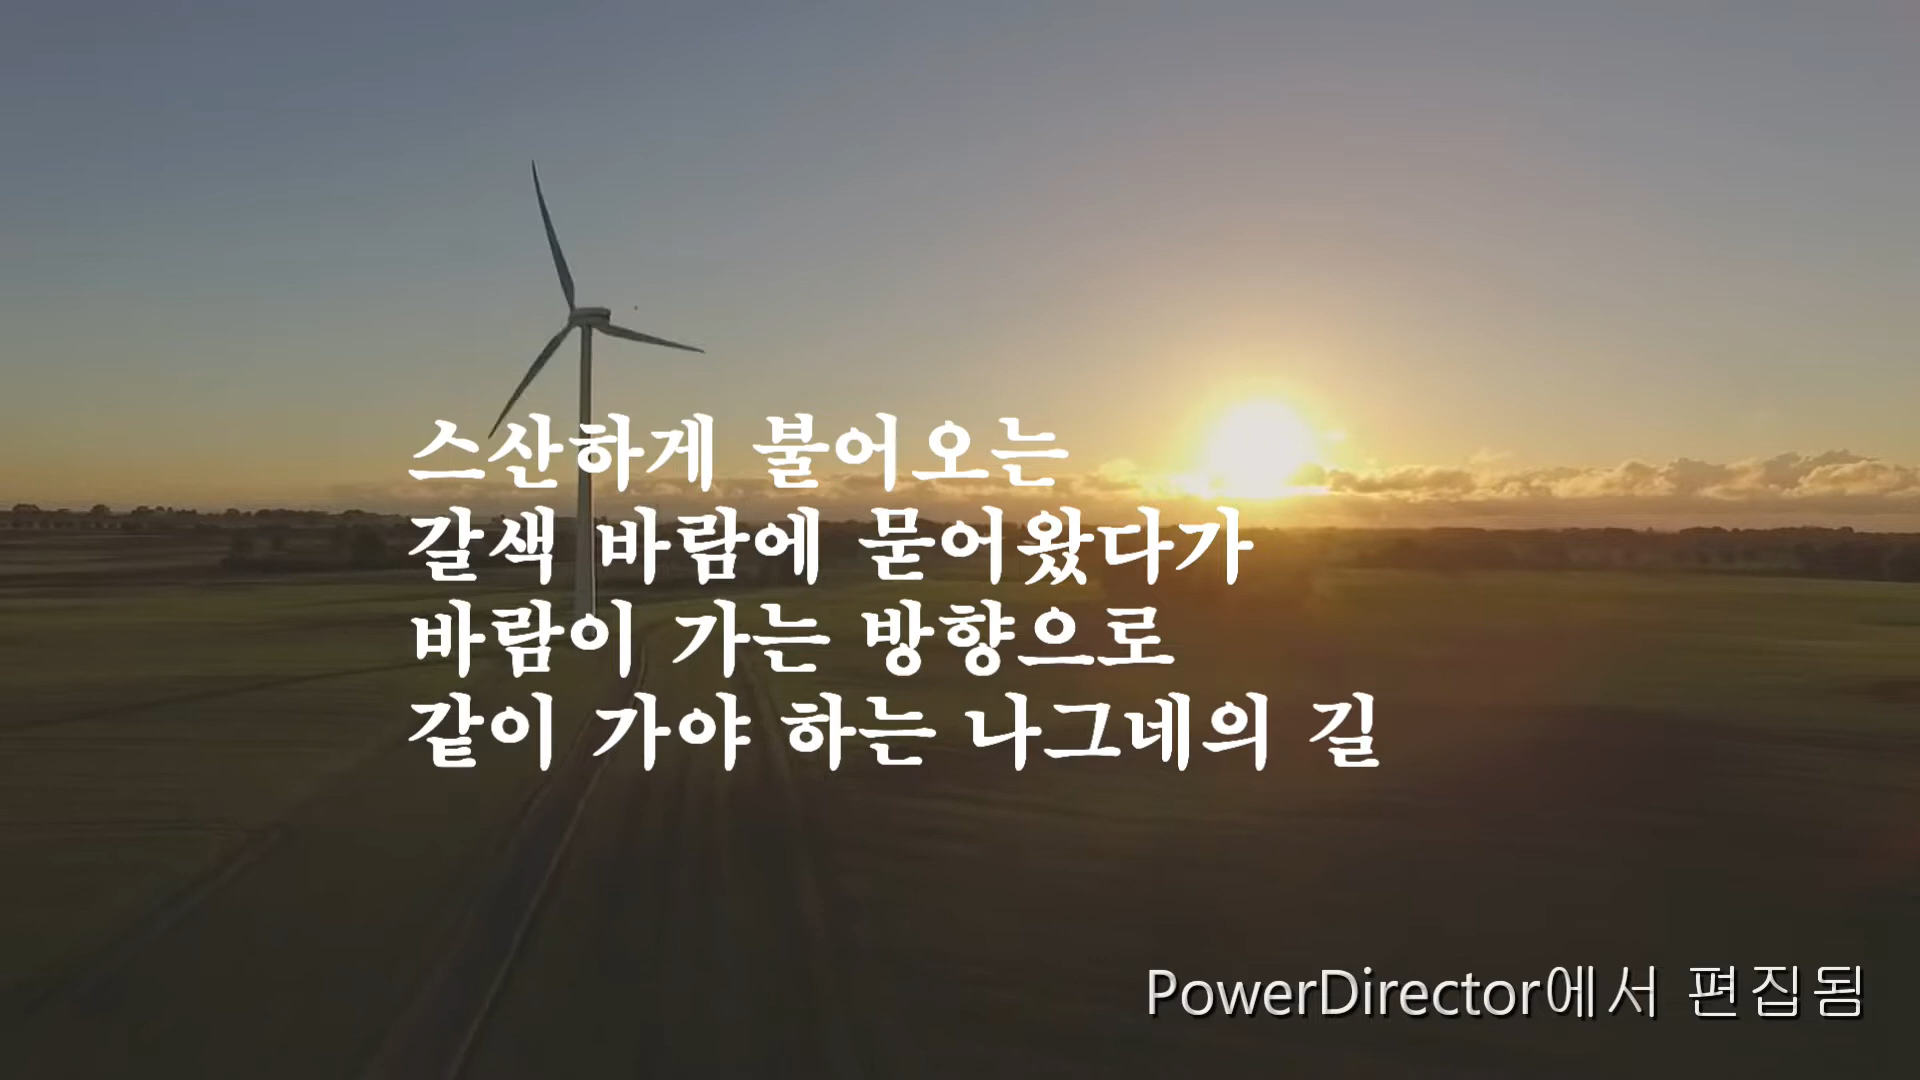 스산하게 불어오는
갈색 바람에 묻어왔다가
바람이 가는 방향으로
같이 가야 하는 나그네의 길
PowerDirector에서 편집됨